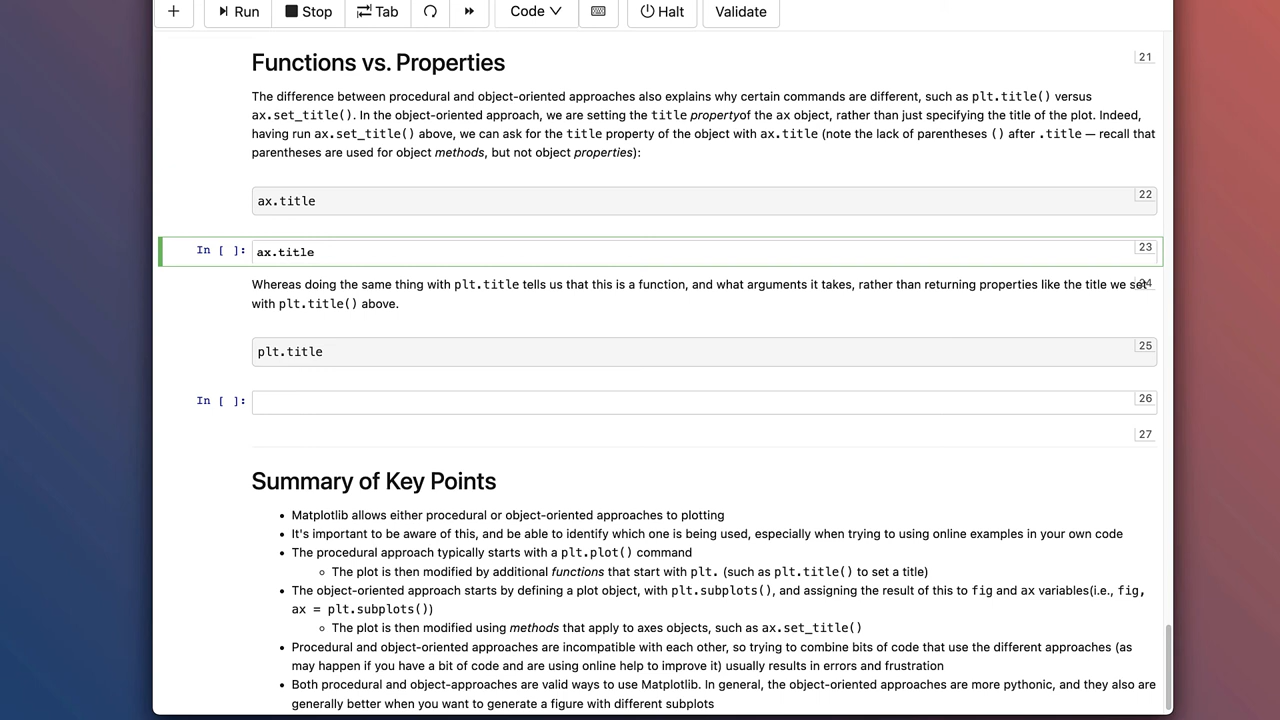 + Run Stop Tab Code Halt Validate
Functions vs. Properties 21
The difference between procedural and object-oriented approaches also explains why certain commands are different, such as plt.title() versus
ax.set_title(). In the object-oriented approach, we are setting the title propertyof the ax object, rather than just specifying the title of the plot. Indeed,
having run ax.set_title() above, we can ask for the title property of the object with ax.title (note the lack of parentheses () after .title — recall that
parentheses are used for object methods, but not object properties):
ax.title 22
In [ ]: ax.title 23
Whereas doing the same thing with plt.title tells us that this is a function, and what arguments it takes, rather than returning properties like the title we set 24
with plt.title() above.
plt.title 25
In [ ]: 26
27
Summary of Key Points
• Matplotlib allows either procedural or object-oriented approaches to plotting
• It's important to be aware of this, and be able to identify which one is being used, especially when trying to using online examples in your own code
• The procedural approach typically starts with a plt.plot() command
◦ The plot is then modified by additional functions that start with plt. (such as plt.title() to set a title)
• The object-oriented approach starts by defining a plot object, with plt.subplots(), and assigning the result of this to fig and ax variables(i.e., fig,
ax = plt.subplots())
◦ The plot is then modified using methods that apply to axes objects, such as ax.set_title()
• Procedural and object-oriented approaches are incompatible with each other, so trying to combine bits of code that use the different approaches (as
may happen if you have a bit of code and are using online help to improve it) usually results in errors and frustration
• Both procedural and object-approaches are valid ways to use Matplotlib. In general, the object-oriented approaches are more pythonic, and they also are
generally better when you want to generate a figure with different subplots